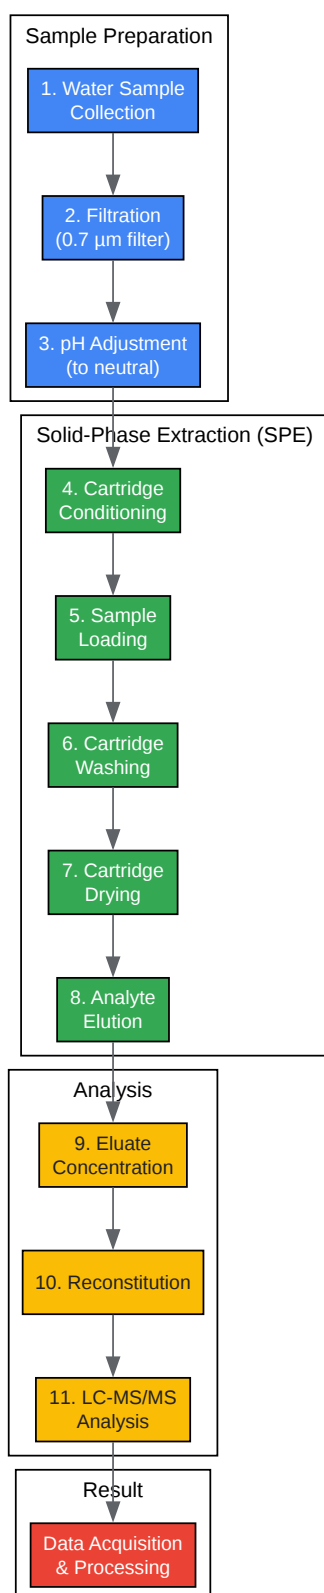 Sample Preparation
1. Water Sample
Collection
2. Filtration
(0.7 µm filter)
3. pH Adjustment
(to neutral)
Solid-Phase Extraction (SPE)
4. Cartridge
Conditioning
5. Sample
Loading
6. Cartridge
Washing
7. Cartridge
Drying
8. Analyte
Elution
Analysis
9. Eluate
Concentration
10. Reconstitution
11. LC-MS/MS
Analysis
Result
Data Acquisition
& Processing